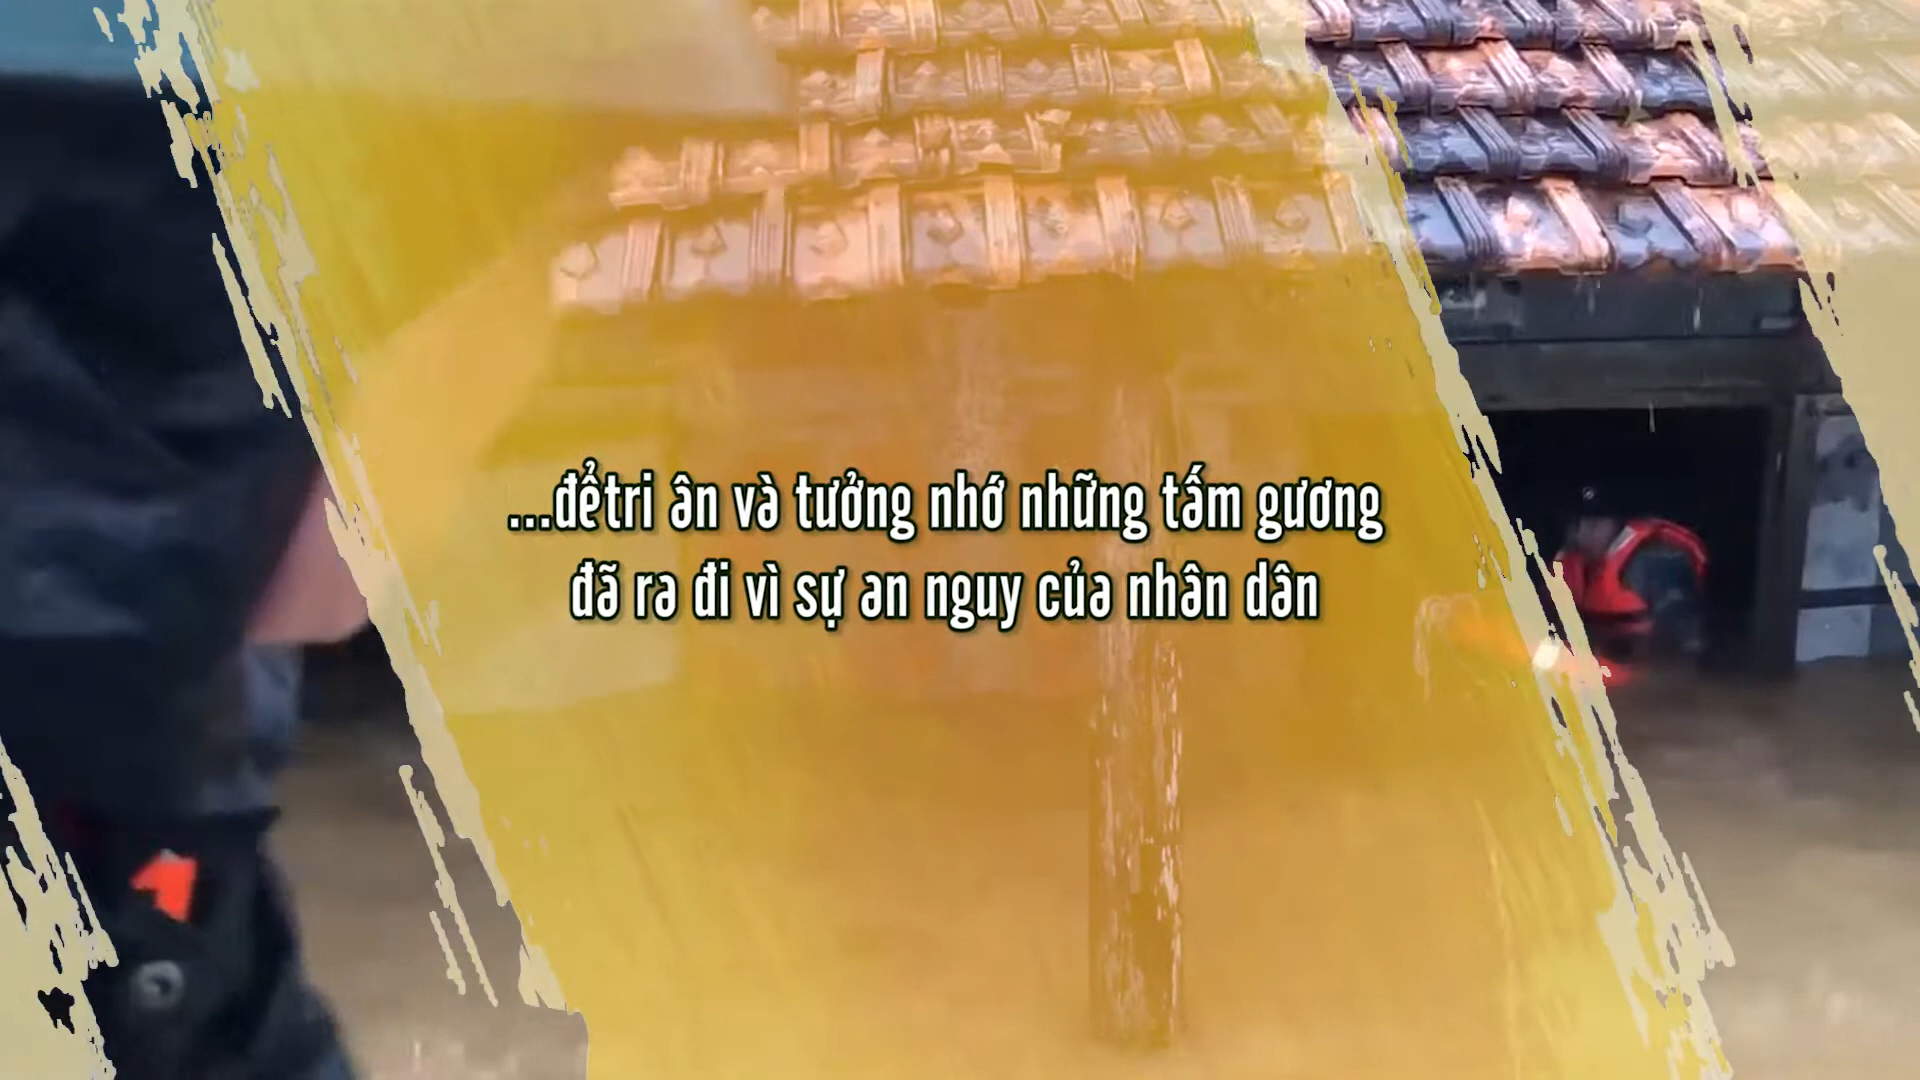 ...đểtri ân và tưởng nhớ những tấm gương
đã ra đi vì sự an nguy của nhân dân